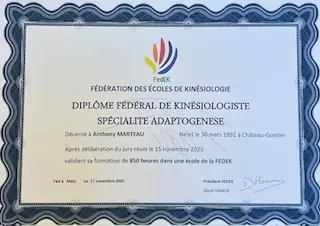 FedEK
FÉDÉRATION DES ÉCOLES DE KINÉSIOLOGIE
DIPLÔME FÉDÉRAL DE KINÉSIOLOGISTE
SPÉCIALITE ADAPTOGENESE
Décerné à Anthony MARTEAU Né(e) le 30 mars 1992 à Château-Gontier
Après délibération du jury réuni le 15 novembre 2025
validant sa formation de 850 heures dans une école de la FEDEK
Fait à Metz Le 17 novembre 2025 Président FEDEK
David